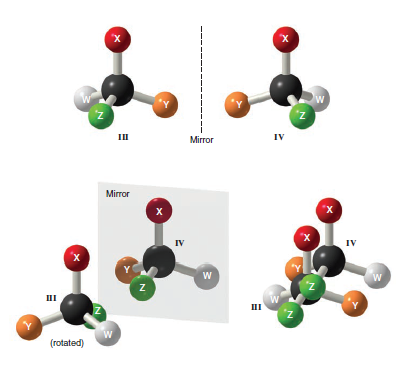 X X
W Y Y W
Z Z
III IV
Mirror
Mirror
X X X
X
IV IV
Y Y
W W
Z Z
III Z W III Z Y
Y W
(rotated)